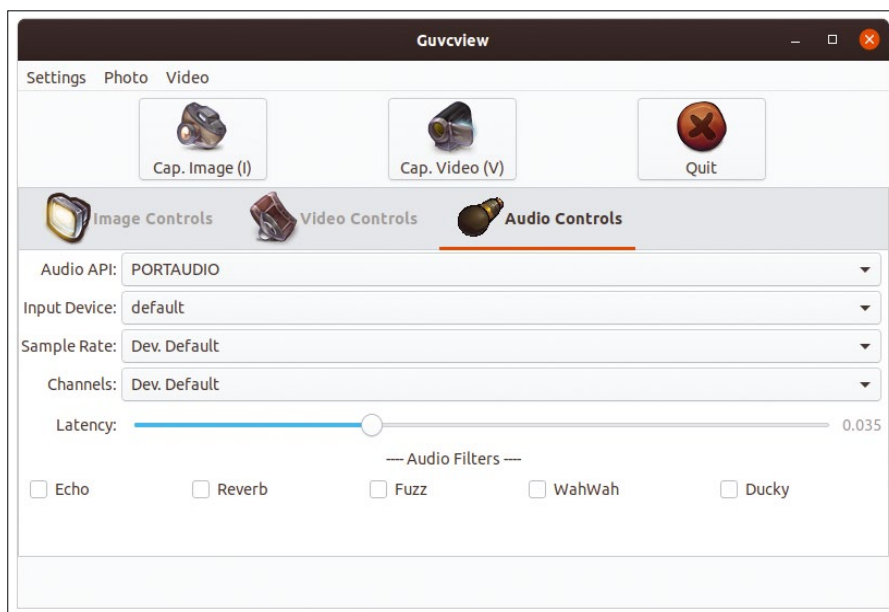 Guvcview
Settings Photo Video
Cap. Image (I) Cap. Video (V) Quit
Image Controls Video Controls Audio Controls
Audio API: PORTAUDIO
Input Device: default
Sample Rate: Dev. Default
Channels: Dev. Default
Latency: 0.035
---- Audio Filters ----
Echo Reverb Fuzz WahWah Ducky